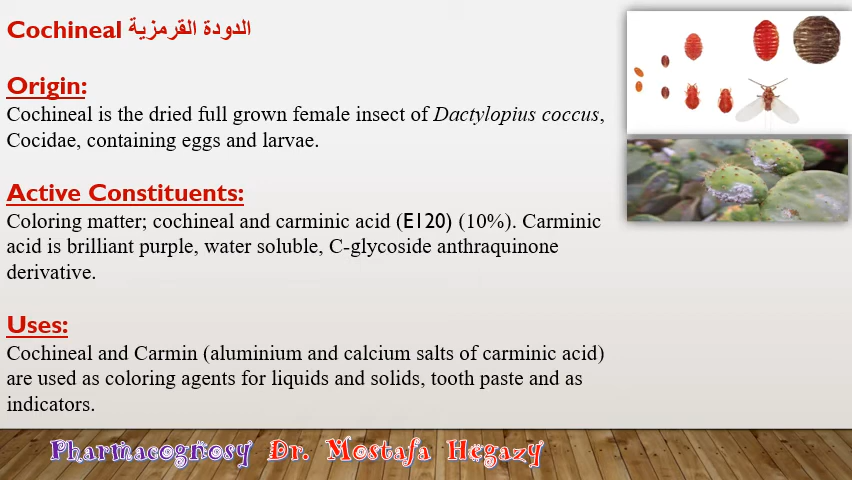 Cochineal الدودة القرمزية
Origin:
Cochineal is the dried full grown female insect of Dactylopius coccus,
Cocidae, containing eggs and larvae.
Active Constituents:
Coloring matter; cochineal and carminic acid (E120) (10%). Carminic
acid is brilliant purple, water soluble, C-glycoside anthraquinone
derivative.
Uses:
Cochineal and Carmin (aluminium and calcium salts of carminic acid)
are used as coloring agents for liquids and solids, tooth paste and as
indicators.
Pharmacognosy Dr. Mostafa Hegazy